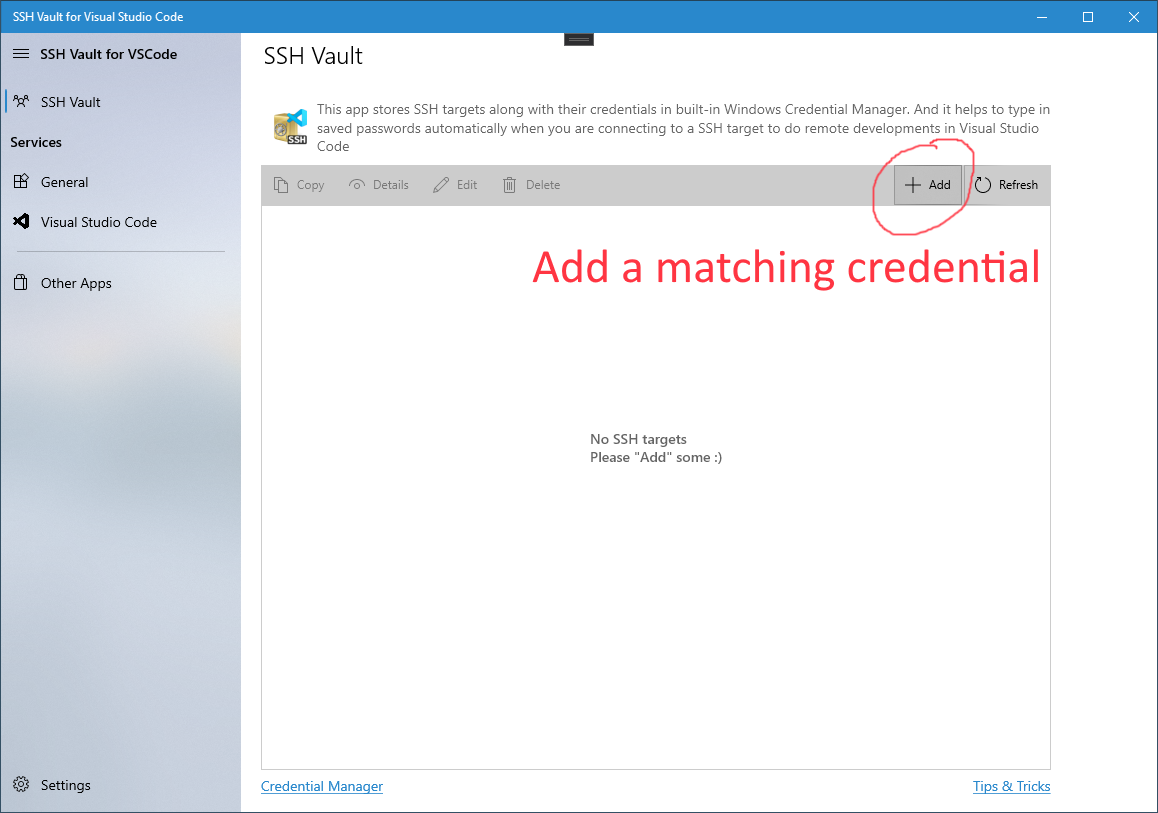 SSH Vault for Visual Studio Code
SSH Vault for VSCode
SSH Vault
Services
General
Visual Studio Code
Other Apps
Settings
SSH Vault
SSH
This app stores SSH targets along with their credentials in built-in Windows Credential Manager. And it helps to type in
saved passwords automatically when you are connecting to a SSH target to do remote developments in Visual Studio
Code
Copy Details Edit Delete Add Refresh
Add a matching credential
No SSH targets
Please "Add" some :)
Credential Manager Tips & Tricks